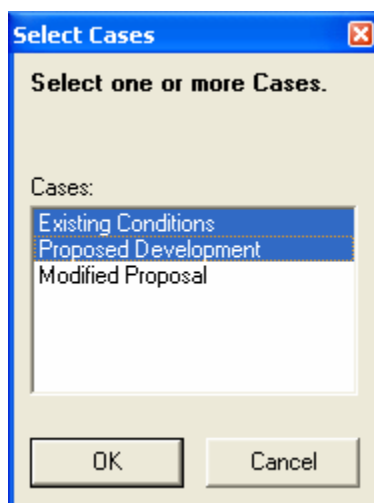 Select Cases
Select one or more Cases.
Cases:
Existing Conditions
Proposed Development
Modified Proposal
OK Cancel